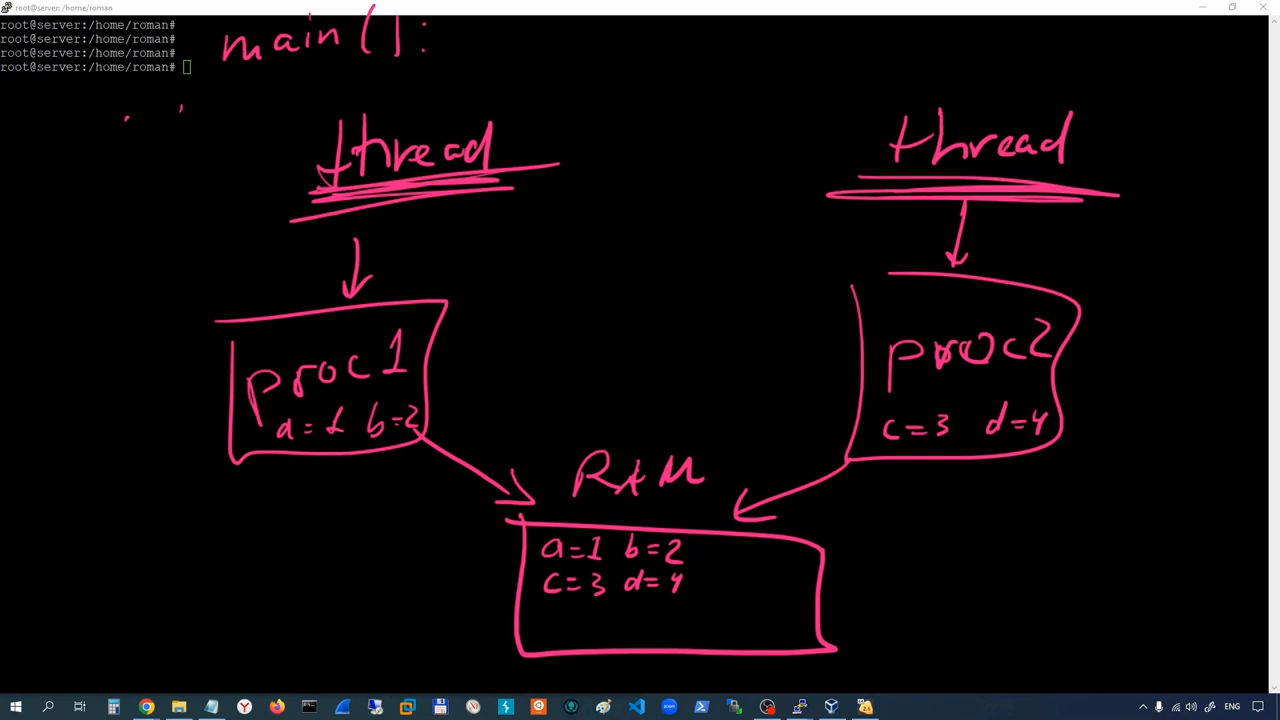 root@server: /home/roman
root@server:/home/roman#
root@server:/home/roman#
root@server:/home/roman#
root@server:/home/roman#
main():
thread
thread
proc1
a=1 b=2
proc2
c=3 d=4
RAM
a=1 b=2
c=3 d=4
ENG